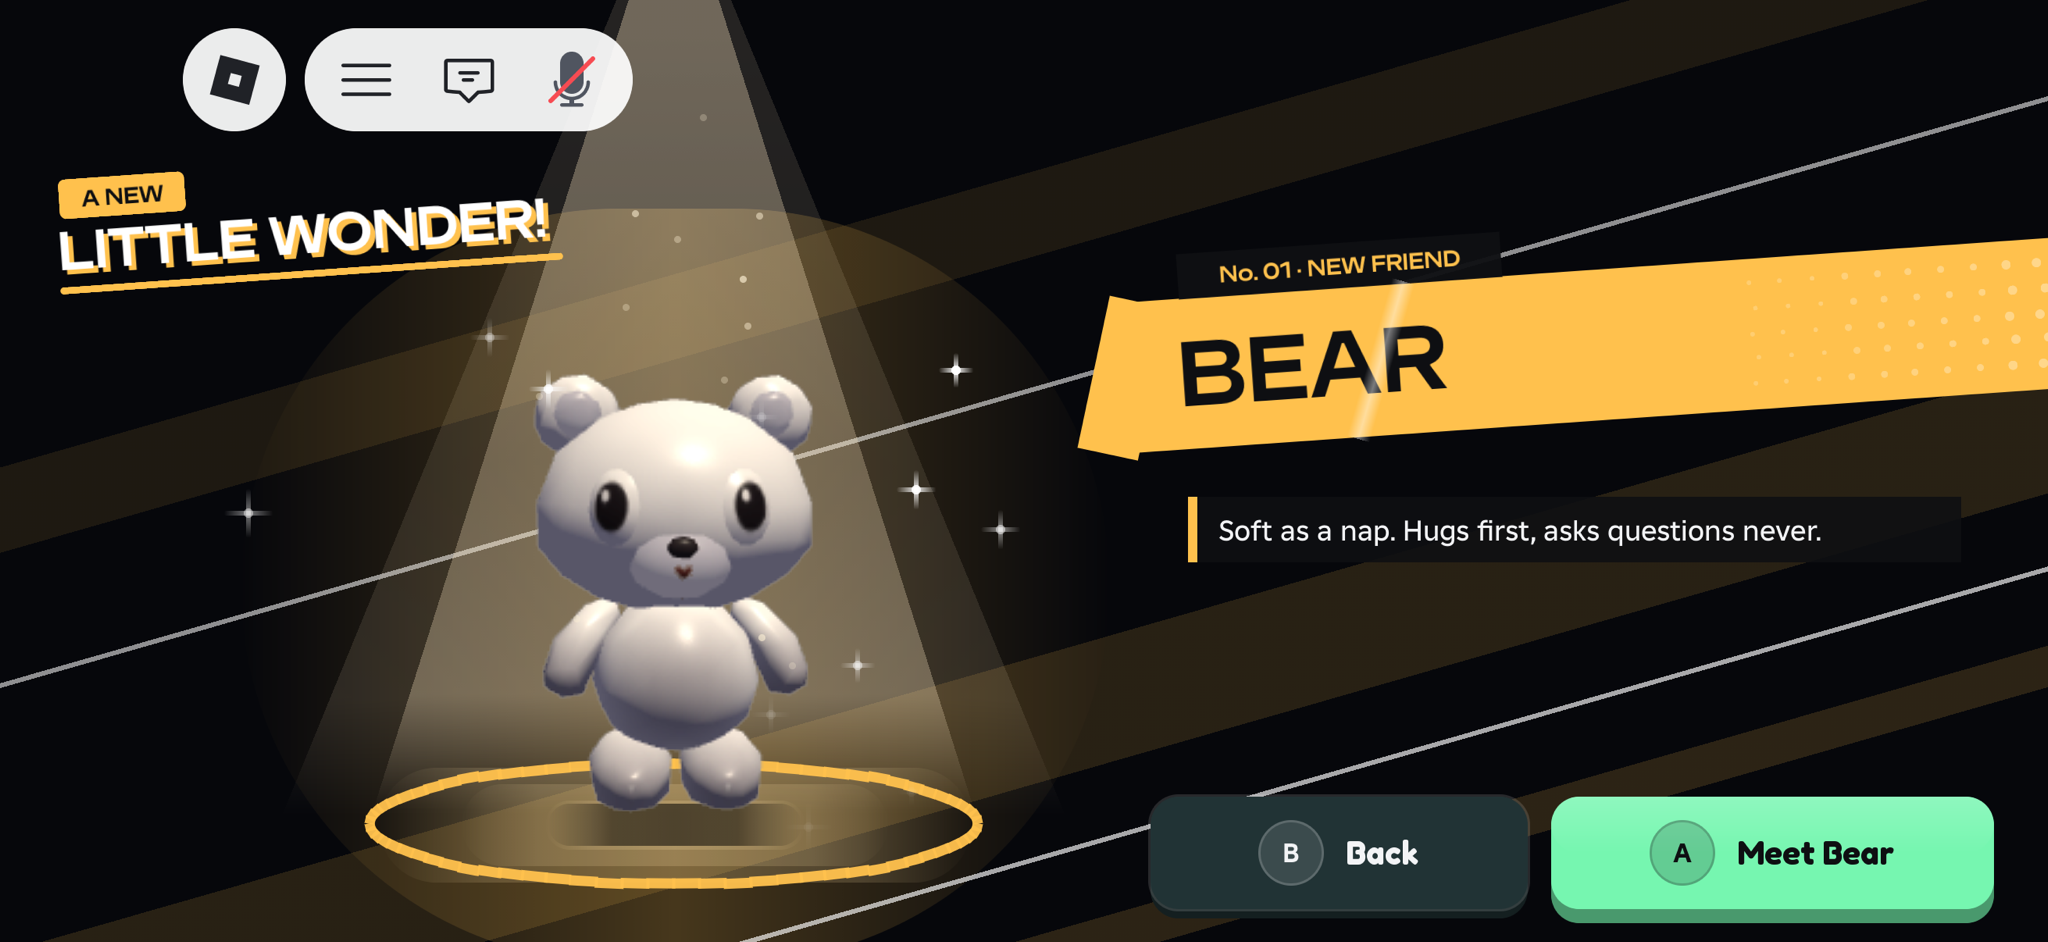 A NEW
LITTLE WONDER!
No. 01 · NEW FRIEND
BEAR
Soft as a nap. Hugs first, asks questions never.
B Back
A Meet Bear